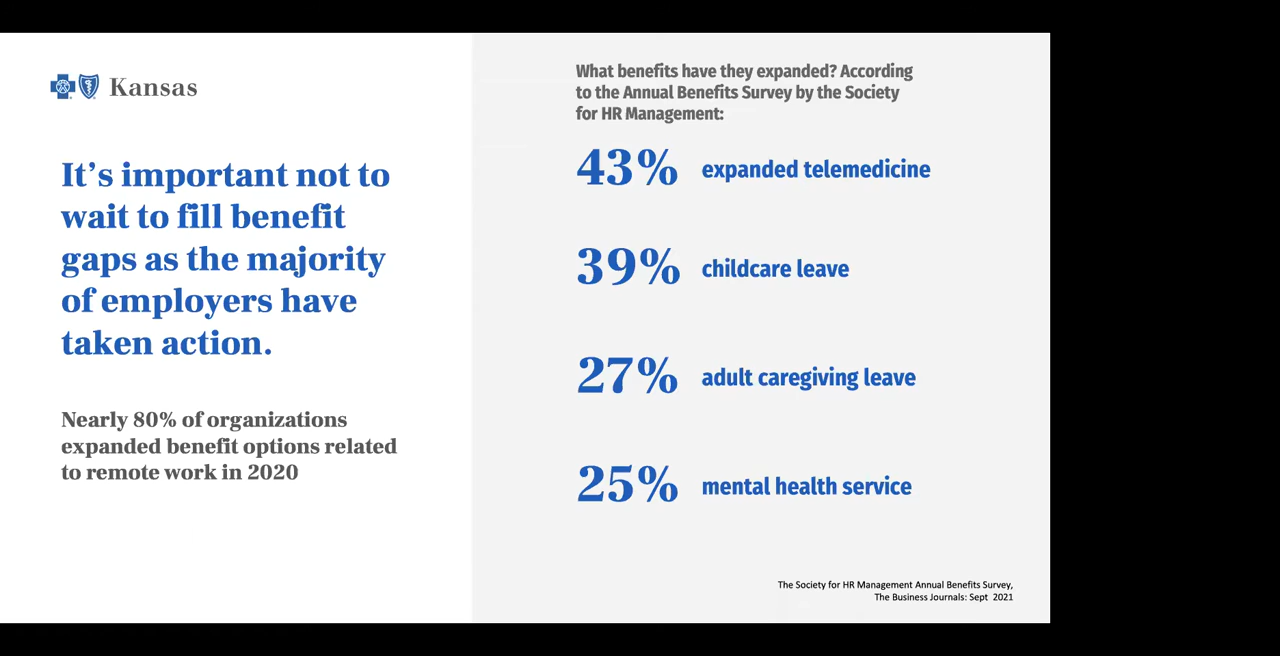 Kansas
It's important not to
wait to fill benefit
gaps as the majority
of employers have
taken action.
Nearly 80% of organizations
expanded benefit options related
to remote work in 2020
What benefits have they expanded? According
to the Annual Benefits Survey by the Society
for HR Management:
43% expanded telemedicine
39% childcare leave
27% adult caregiving leave
25% mental health service
The Society for HR Management Annual Benefits Survey,
The Business Journals: Sept 2021